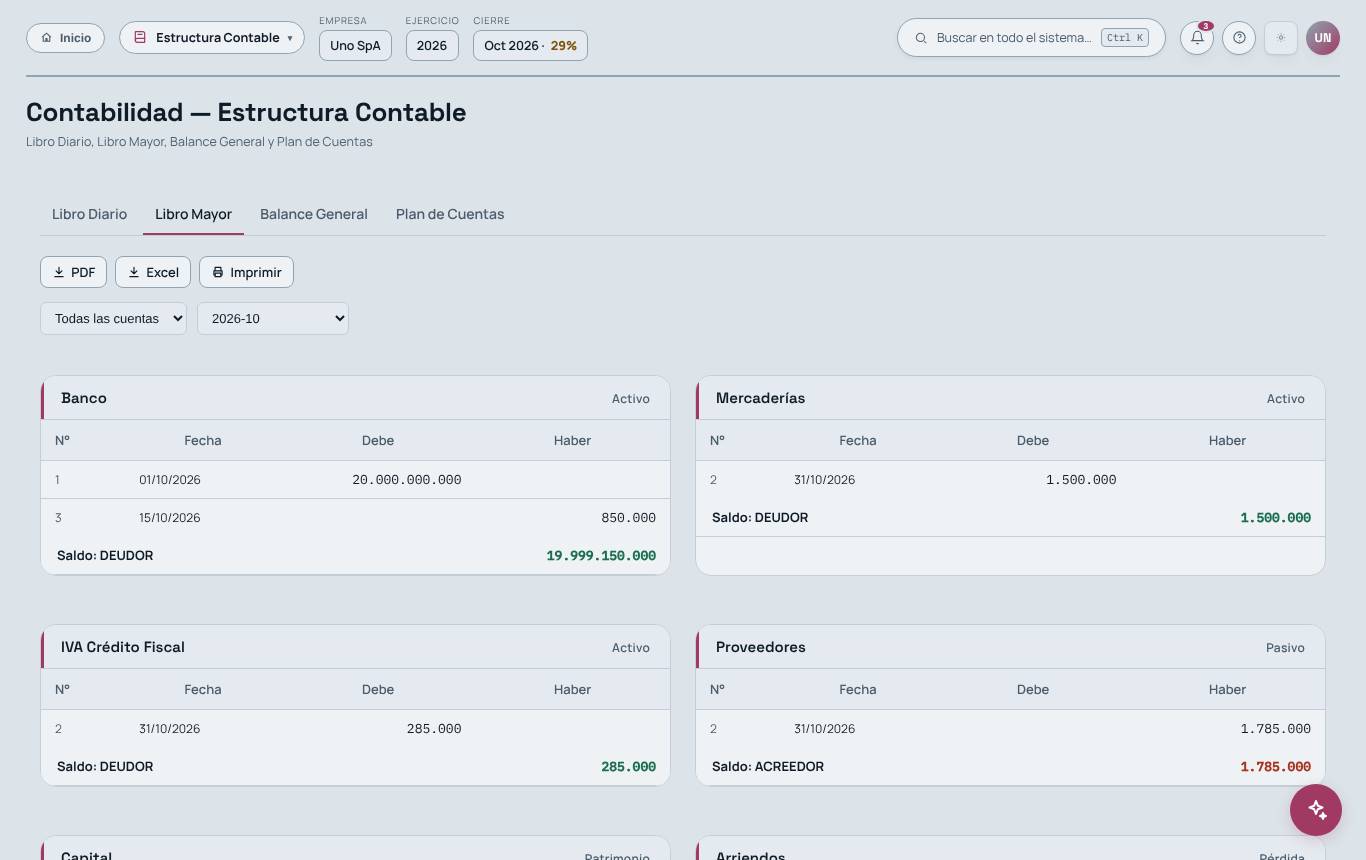 EMPRESA EJERCICIO CIERRE
Inicio Estructura Contable ▾ Uno SpA 2026 Oct 2026 · 29% Buscar en todo el sistema... Ctrl K 3 UN
Contabilidad — Estructura Contable
Libro Diario, Libro Mayor, Balance General y Plan de Cuentas
Libro Diario Libro Mayor Balance General Plan de Cuentas
PDF Excel Imprimir
Todas las cuentas 2026-10
Banco Activo
N° Fecha Debe Haber
1 01/10/2026 20.000.000.000
3 15/10/2026 850.000
Saldo: DEUDOR 19.999.150.000
Mercaderías Activo
N° Fecha Debe Haber
2 31/10/2026 1.500.000
Saldo: DEUDOR 1.500.000
IVA Crédito Fiscal Activo
N° Fecha Debe Haber
2 31/10/2026 285.000
Saldo: DEUDOR 285.000
Proveedores Pasivo
N° Fecha Debe Haber
2 31/10/2026 1.785.000
Saldo: ACREEDOR 1.785.000
Capital Patrimonio
Arriendos Pérdida